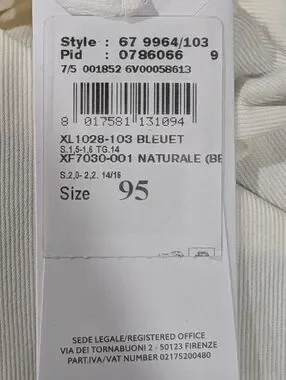 Style : 67 9964/103
Pid : 0786066 9
7/5 001852 6V00058613
8 017581 131094
XL1028-103 BLEUET
S.1,5-1,6 TG.14
XF7030-001 NATURALE (BE
S.2,0- 2,2. 14/16
Size 95
SEDE LEGALE/REGISTERED OFFICE
VIA DEI TORNABUONI 2 - 50123 FIRENZE
PART.IVA/VAT NUMBER 02175200480